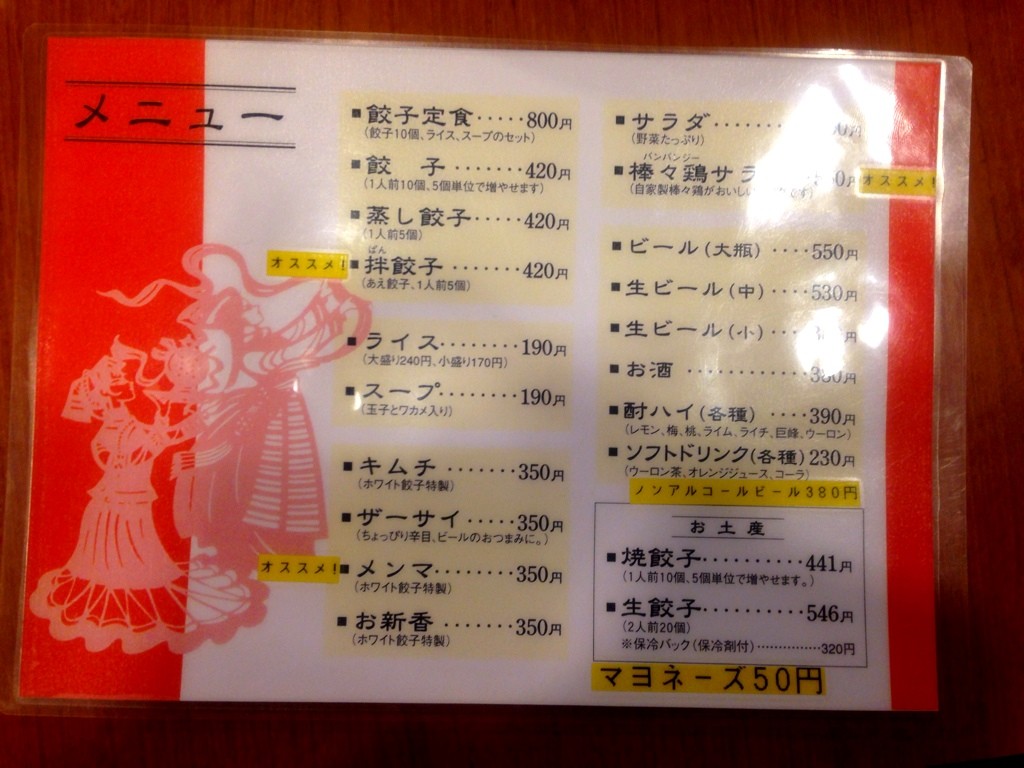 メニュー
■餃子定食・・・・・800円
(餃子10個、ライス、スープのセット)
■餃 子・・・・・・420円
(1人前10個、5個単位で増やせます)
■蒸し餃子・・・・・420円
(1人前5個)
ばん
オススメ!
■拌餃子・・・・・・・420円
(あえ餃子、1人前5個)
■ライス・・・・・・・・190円
(大盛り240円、小盛り170円)
■スープ・・・・・・・190円
(玉子とワカメ入り)
■キムチ・・・・・・・350円
(ホワイト餃子特製)
■ザーサイ・・・・・350円
(ちょっぴり辛目、ビールのおつまみに。)
オススメ!
■メンマ・・・・・・・・350円
(ホワイト餃子特製)
■お新香・・・・・・・350円
(ホワイト餃子特製)
■サラダ・・・・・・・・円
(野菜たっぷり)
バンバンジー
■棒々鶏サラ 円
オススメ!
(自家製棒々鶏がおいしい です)
■ビール(大瓶)・・・・550円
■生ビール(中)・・・・530円
■生ビール(小)・・・・円
■お酒・・・・・・・・・・・380円
■酎ハイ(各種)・・・・390円
(レモン、梅、桃、ライム、ライチ、巨峰、ウーロン)
■ソフトドリンク(各種)230円
(ウーロン茶、オレンジジュース、コーラ)
ノンアルコールビール380円
お土産
■焼餃子・・・・・・・・・・441円
(1人前10個、5個単位で増やせます。)
■生餃子・・・・・・・・・・546円
(2人前20個)
※保冷パック(保冷剤付)・・・・・・・・・・・・・・・320円
マヨネーズ50円